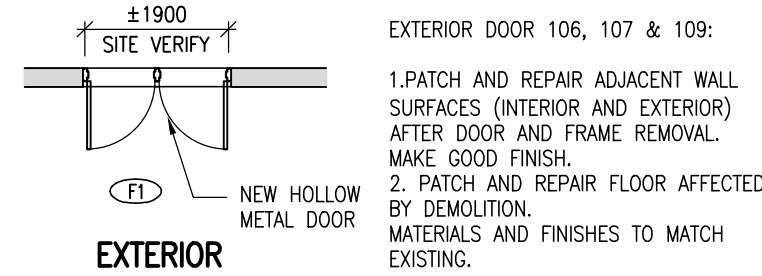 ±1900
SITE VERIFY
F1
NEW HOLLOW
METAL DOOR
EXTERIOR
EXTERIOR DOOR 106, 107 & 109:
1.PATCH AND REPAIR ADJACENT WALL
SURFACES (INTERIOR AND EXTERIOR)
AFTER DOOR AND FRAME REMOVAL.
MAKE GOOD FINISH.
2. PATCH AND REPAIR FLOOR AFFECTED
BY DEMOLITION.
MATERIALS AND FINISHES TO MATCH
EXISTING.